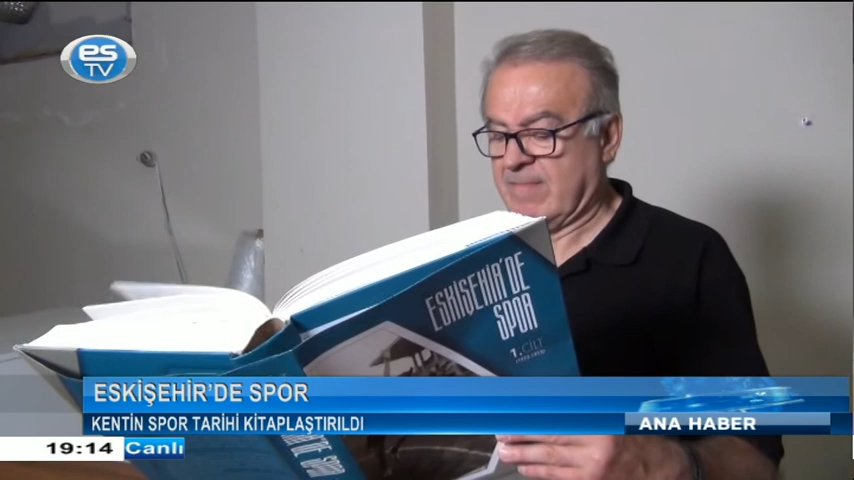 es
TV
ESKİŞEHİR'DE
SPOR
1.CİLT
ESKİŞEHİR'DE SPOR
KENTİN SPOR TARİHİ KİTAPLAŞTIRILDI
ANA HABER
19:14 Canlı
SPOR